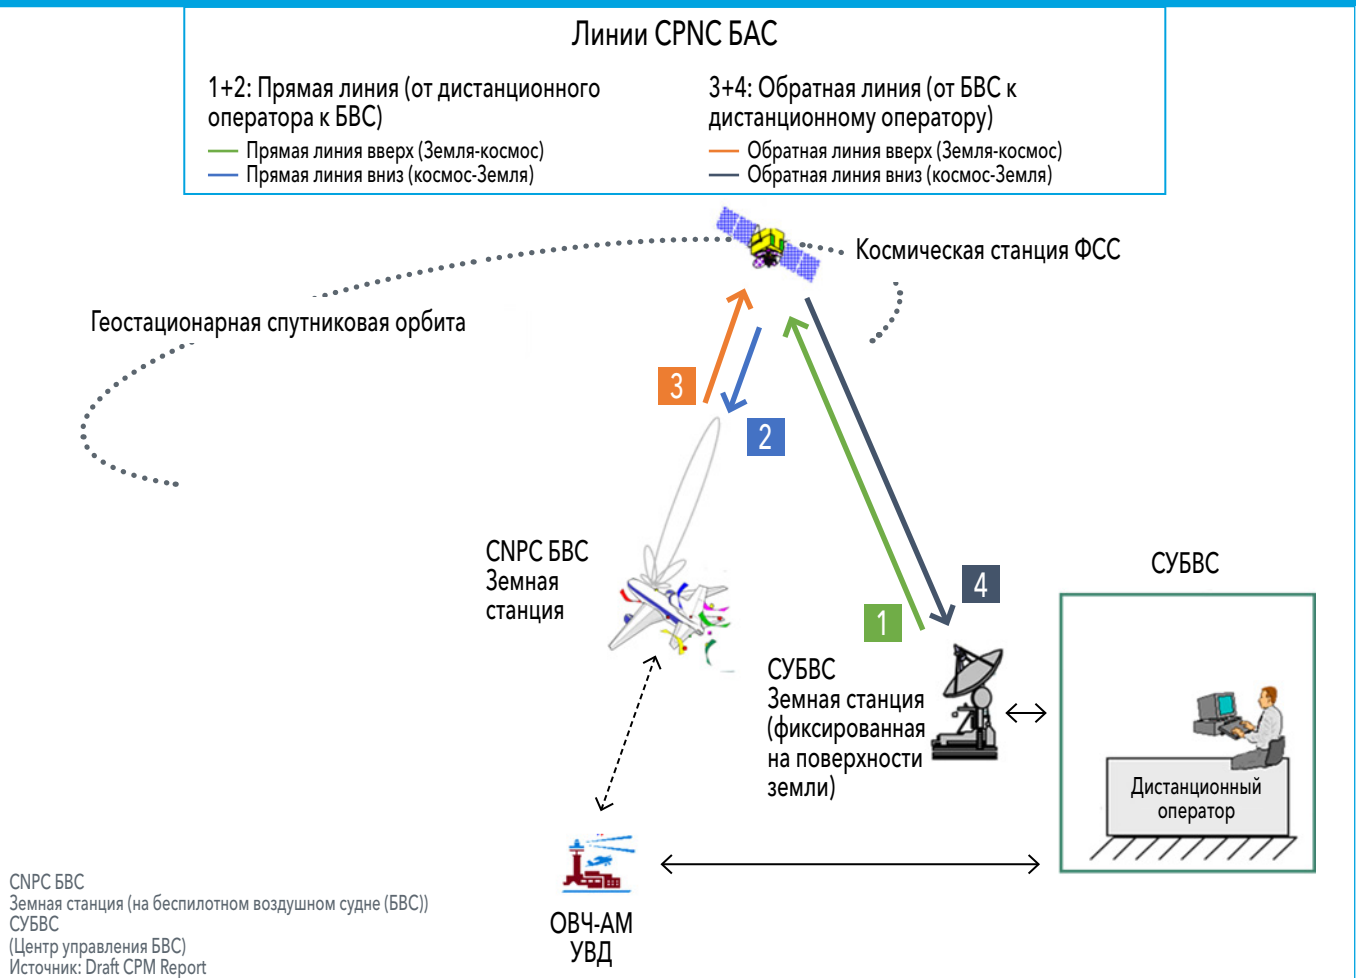 Линии CPNC БАС
1+2: Прямая линия (от дистанционного
оператора к БВС)
Прямая линия вверх (Земля-космос)
Прямая линия вниз (космос-Земля)
3+4: Обратная линия (от БВС к
дистанционному оператору)
Обратная линия вверх (Земля-космос)
Обратная линия вниз (космос-Земля)
Космическая станция ФСС
Геостационарная спутниковая орбита
3
2
CNPC БВС
Земная
станция
4
1
СУБВС
СУБВС
Земная станция
(фиксированная
на поверхности
земли)
Дистанционный
оператор
ОВЧ-АМ
УВД
CNPC БВС
Земная станция (на беспилотном воздушном судне (БВС))
СУБВС
(Центр управления БВС)
Источник: Draft CPM Report